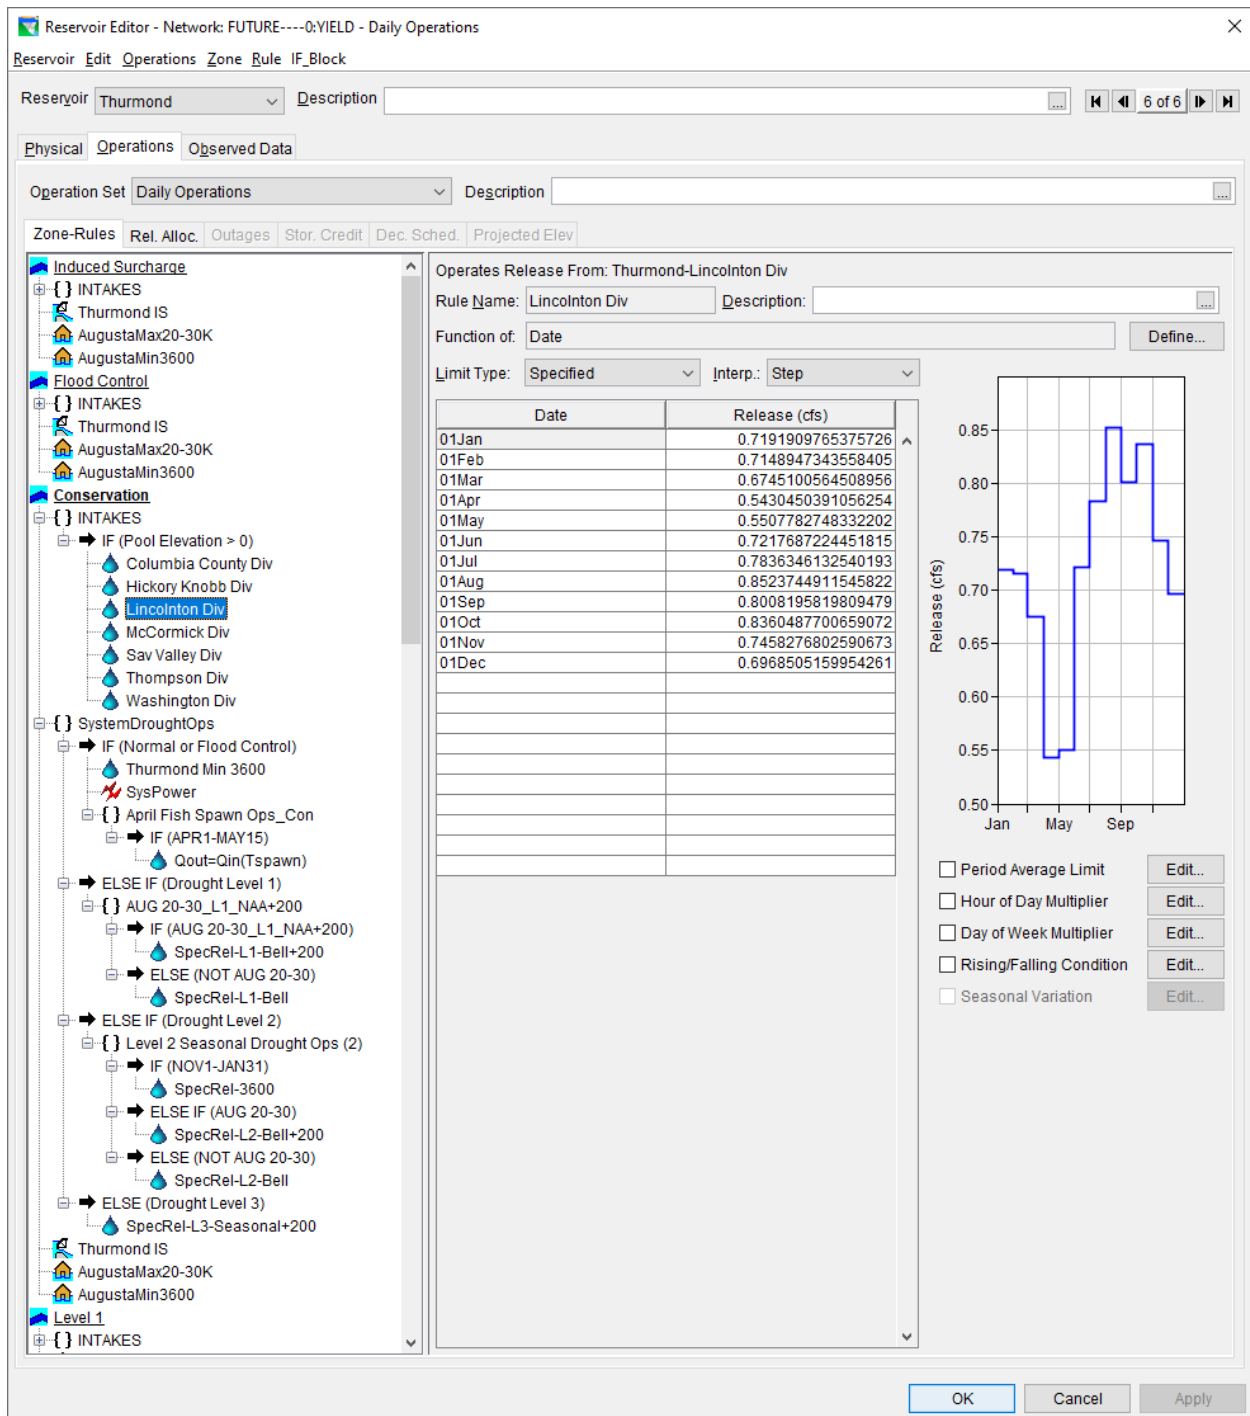 Reservoir Editor - Network: FUTURE----0:YIELD - Daily Operations
Reservoir Edit Operations Zone Rule IF_Block
Reservoir Thurmond Description ... 6 of 6
Physical Operations Observed Data
Operation Set Daily Operations Description ...
Zone-Rules Rel. Alloc. Outages Stor. Credit Dec. Sched. Projected Elev
Induced Surcharge
{ } INTAKES
Thurmond IS
AugustaMax20-30K
AugustaMin3600
Flood Control
{ } INTAKES
Thurmond IS
AugustaMax20-30K
AugustaMin3600
Conservation
{ } INTAKES
IF (Pool Elevation > 0)
Columbia County Div
Hickory Knobb Div
Lincolnton Div
McCormick Div
Sav Valley Div
Thompson Div
Washington Div
{ } SystemDroughtOps
IF (Normal or Flood Control)
Thurmond Min 3600
SysPower
{ } April Fish Spawn Ops_Con
IF (APR1-MAY15)
Qout=Qin(Tspawn)
ELSE IF (Drought Level 1)
{ } AUG 20-30_L1_NAA+200
IF (AUG 20-30_L1_NAA+200)
SpecRel-L1-Bell+200
ELSE (NOT AUG 20-30)
SpecRel-L1-Bell
ELSE IF (Drought Level 2)
{ } Level 2 Seasonal Drought Ops (2)
IF (NOV1-JAN31)
SpecRel-3600
ELSE IF (AUG 20-30)
SpecRel-L2-Bell+200
ELSE (NOT AUG 20-30)
SpecRel-L2-Bell
ELSE (Drought Level 3)
SpecRel-L3-Seasonal+200
Thurmond IS
AugustaMax20-30K
AugustaMin3600
Level 1
{ } INTAKES
Operates Release From: Thurmond-Lincolnton Div
Rule Name: Lincolnton Div Description: ...
Function of: Date Define...
Limit Type: Specified Interp.: Step
Date Release (cfs)
01Jan 0.7191909765375726
01Feb 0.7148947343558405
01Mar 0.6745100564508956
01Apr 0.5430450391056254
01May 0.5507782748332202
01Jun 0.7217687224451815
01Jul 0.7836346132540193
01Aug 0.8523744911545822
01Sep 0.8008195819809479
01Oct 0.8360487700659072
01Nov 0.7458276802590673
01Dec 0.6968505159954261
Release (cfs)
0.85
0.80
0.75
0.70
0.65
0.60
0.55
0.50
Jan May Sep
Period Average Limit Edit...
Hour of Day Multiplier Edit...
Day of Week Multiplier Edit...
Rising/Falling Condition Edit...
Seasonal Variation Edit...
OK Cancel Apply